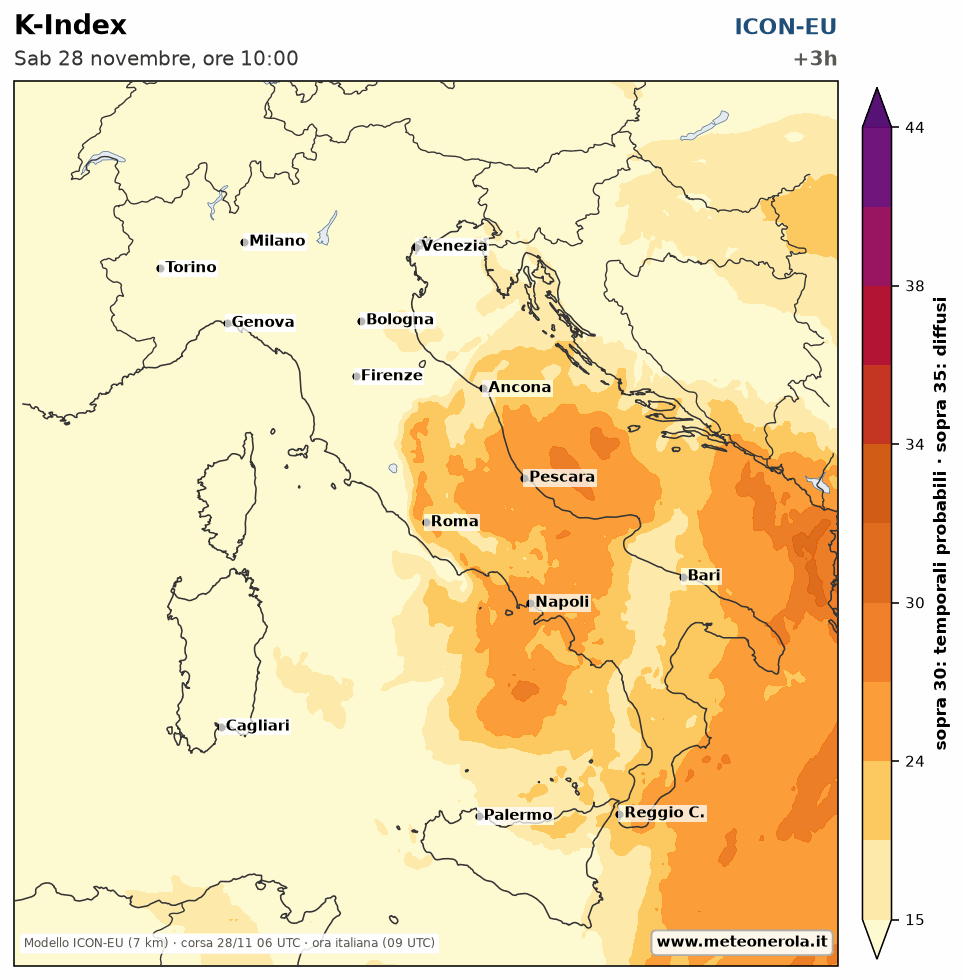 K-Index
ICON-EU
Sab 28 novembre, ore 10:00
+3h
44
Milano
Venezia
Torino
38
Genova
Bologna
Firenze
Ancona
34
Pescara
Roma
Bari
Napoli
30
Cagliari
24
Palermo
Reggio C.
15
sopra 30: temporali probabili · sopra 35: diffusi
Modello ICON-EU (7 km) · corsa 28/11 06 UTC · ora italiana (09 UTC)
www.meteonerola.it